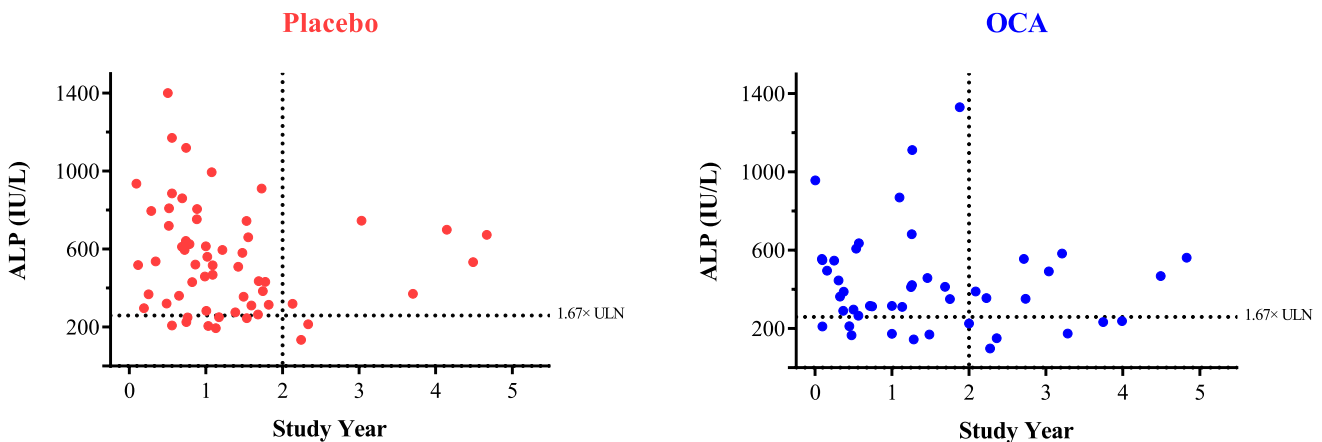 Placebo
ALP (IU/L)
1400
1000
600
200
1.67× ULN
0 1 2 3 4 5
Study Year
OCA
ALP (IU/L)
1400
1000
600
200
1.67× ULN
0 1 2 3 4 5
Study Year